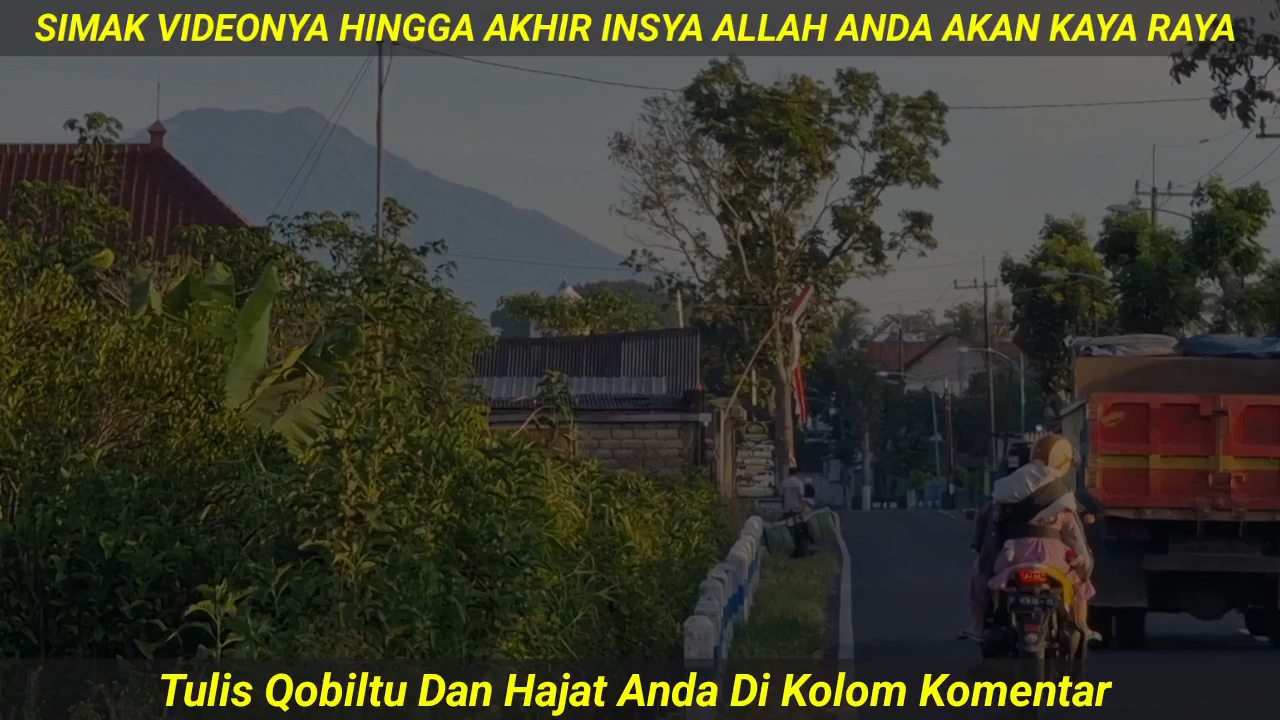 SIMAK VIDEONYA HINGGA AKHIR INSYA ALLAH ANDA AKAN KAYA RAYA
Tulis Qobiltu Dan Hajat Anda Di Kolom Komentar